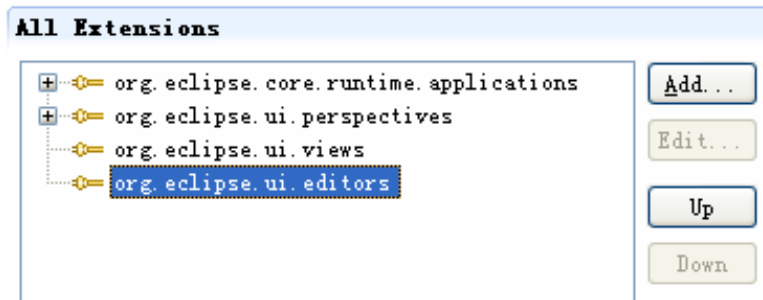 All Extensions
org.eclipse.core.runtime.applications
org.eclipse.ui.perspectives
org.eclipse.ui.views
org.eclipse.ui.editors
Add...
Edit...
Up
Down